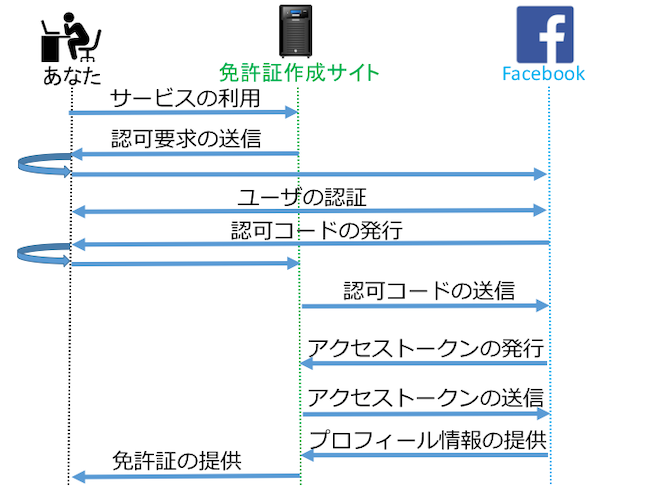 あなた
免許証作成サイト
Facebook
サービスの利用
認可要求の送信
ユーザの認証
認可コードの発行
認可コードの送信
アクセストークンの発行
アクセストークンの送信
プロフィール情報の提供
免許証の提供